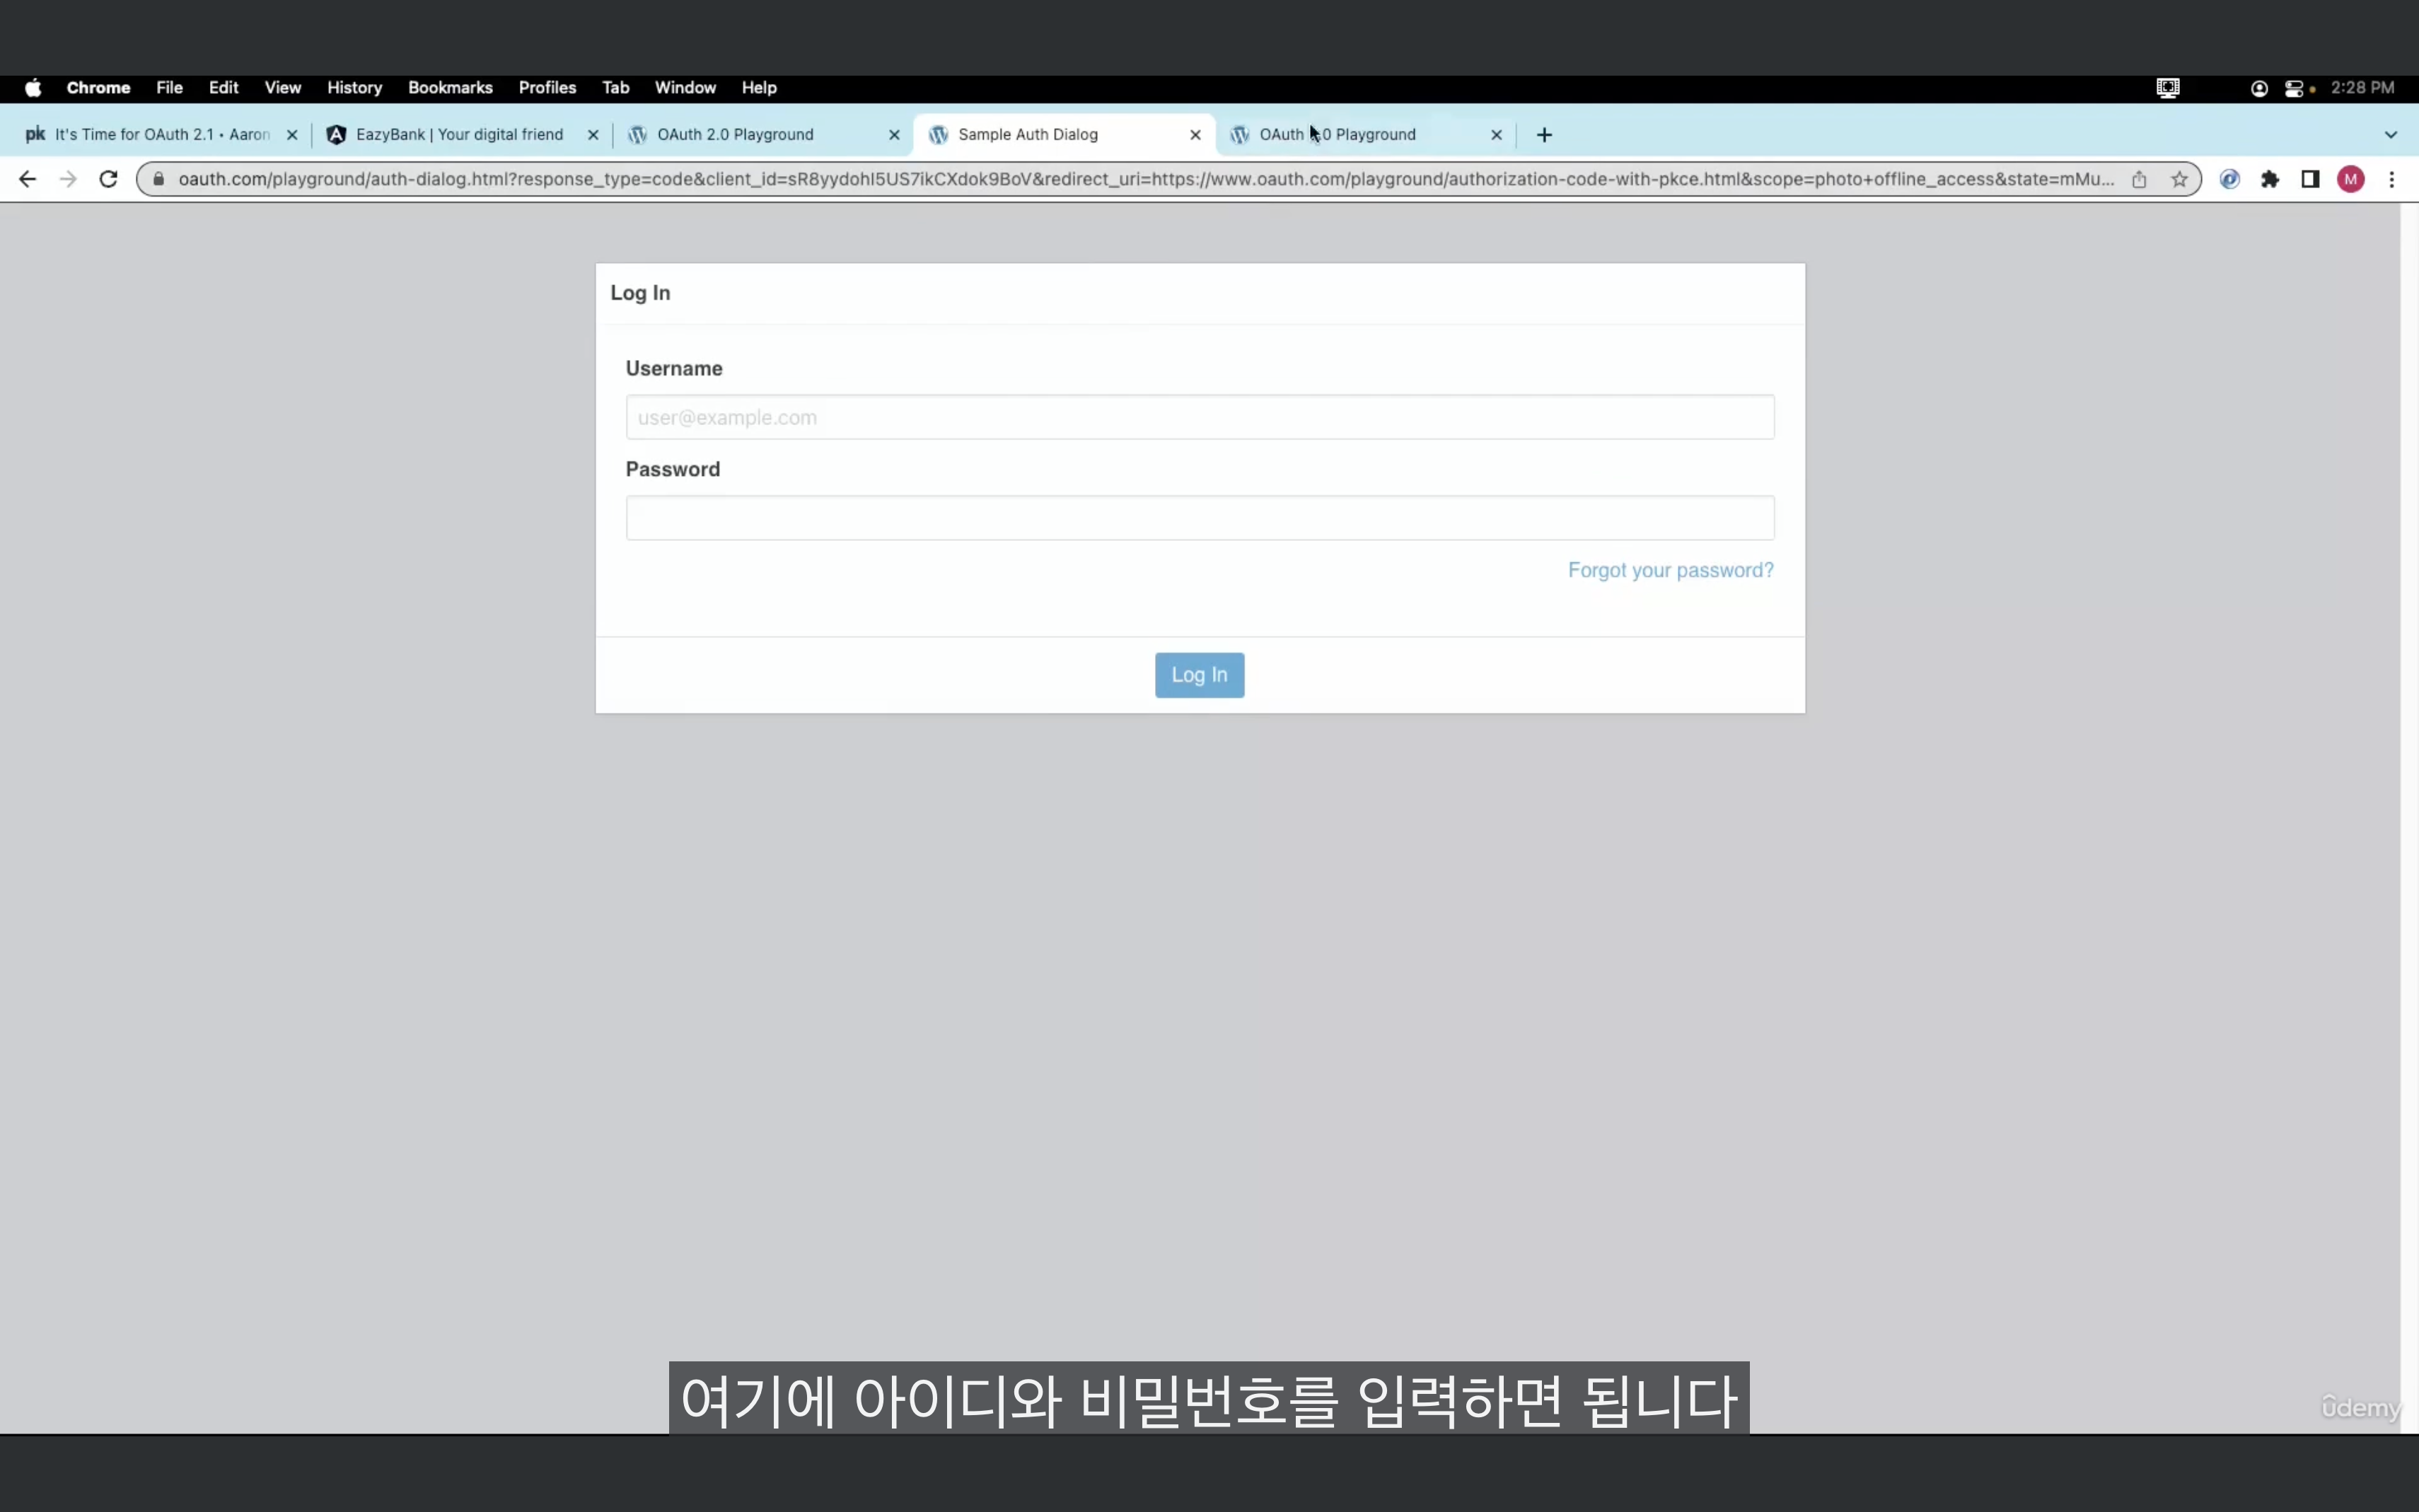 Chrome File Edit View History Bookmarks Profiles Tab Window Help 2:28 PM
pk It's Time for OAuth 2.1 • Aaron EazyBank | Your digital friend OAuth 2.0 Playground Sample Auth Dialog OAuth 2.0 Playground
oauth.com/playground/auth-dialog.html?response_type=code&client_id=sR8yydohI5US7ikCXdok9BoV&redirect_uri=https://www.oauth.com/playground/authorization-code-with-pkce.html&scope=photo+offline_access&state=mMu... M
Log In
Username
user@example.com
Password
Forgot your password?
Log In
여기에 아이디와 비밀번호를 입력하면 됩니다
ûdemy